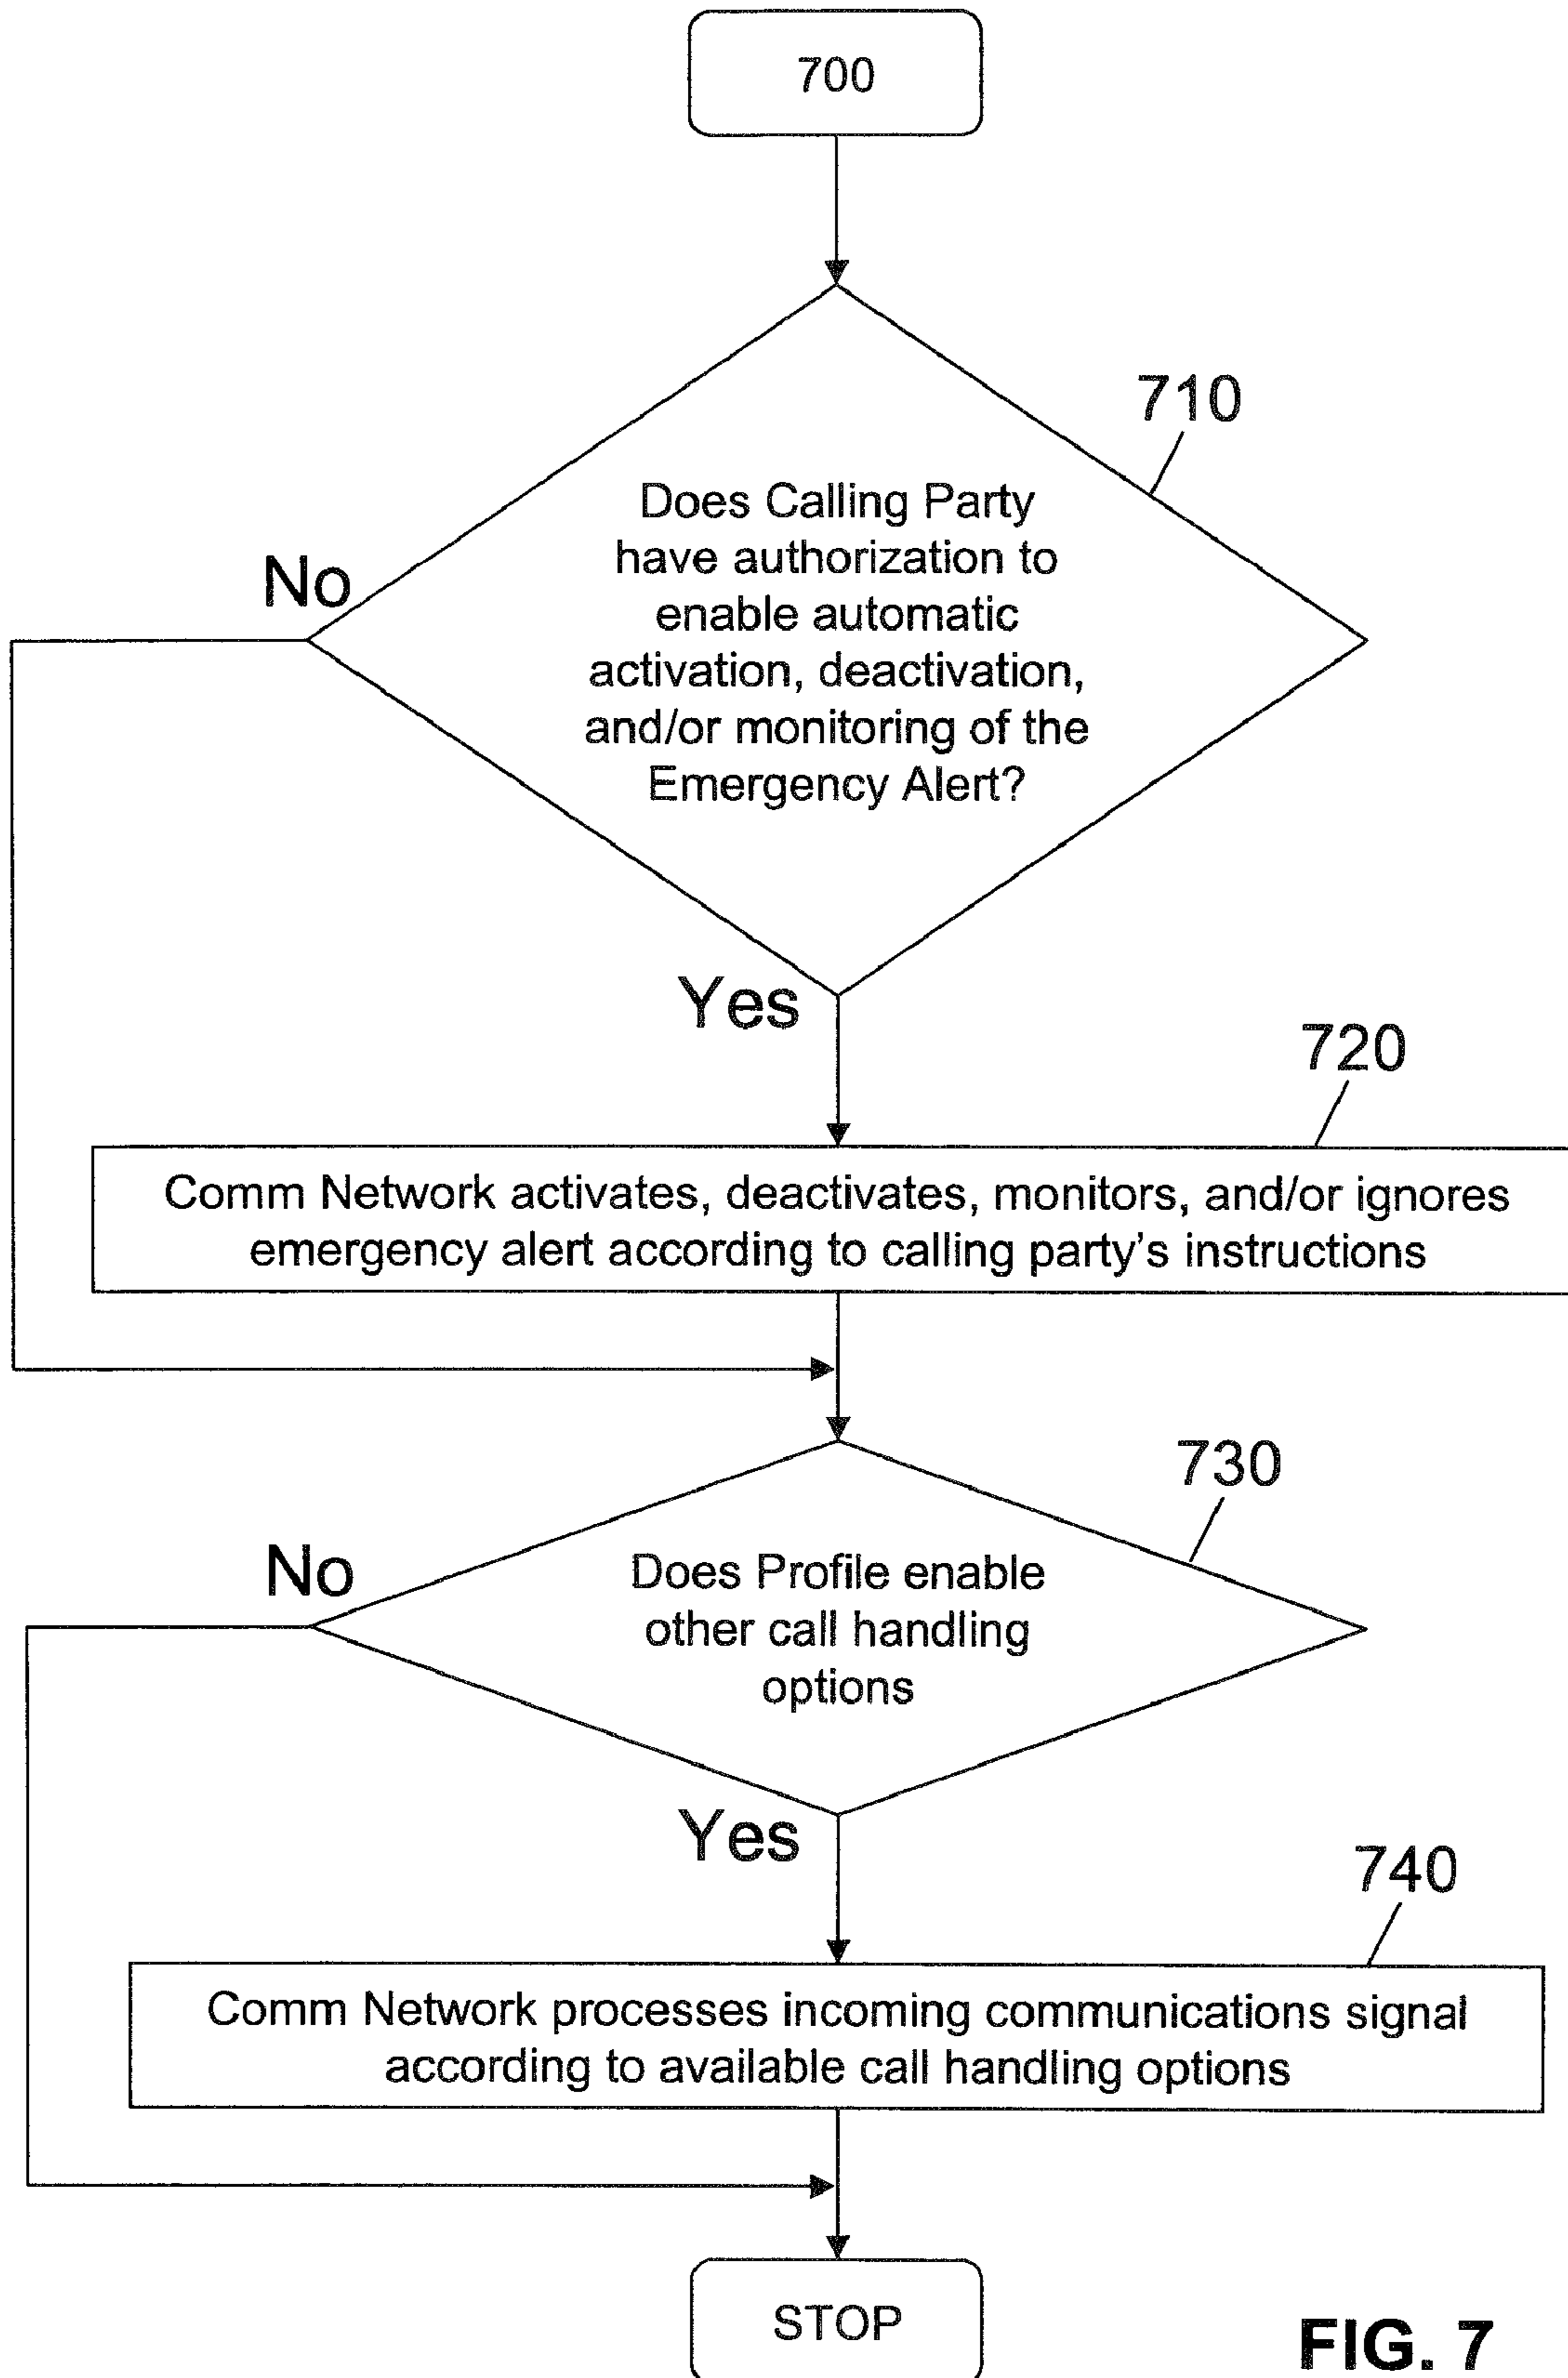 700
710
Does Calling Party
have authorization to
enable automatic
activation, deactivation,
and/or monitoring of the
Emergency Alert?
No
Yes
720
Comm Network activates, deactivates, monitors, and/or ignores
emergency alert according to calling party's instructions
730
Does Profile enable
other call handling
options
No
Yes
740
Comm Network processes incoming communications signal
according to available call handling options
STOP
FIG. 7